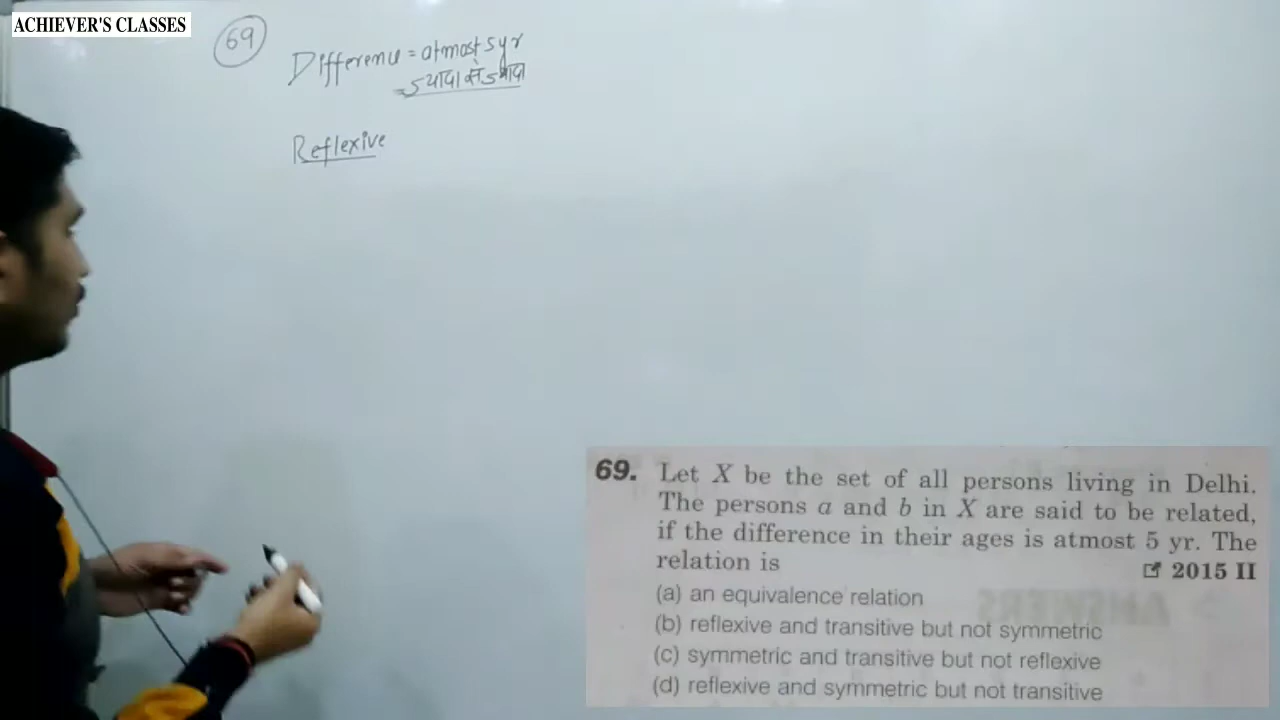 ACHIEVER'S CLASSES
69
Difference = atmost 5 yr
ज्यादा से ज्यादा
Reflexive
69. Let X be the set of all persons living in Delhi.
The persons a and b in X are said to be related,
if the difference in their ages is atmost 5 yr. The
relation is 2015 II
(a) an equivalence relation
(b) reflexive and transitive but not symmetric
(c) symmetric and transitive but not reflexive
(d) reflexive and symmetric but not transitive